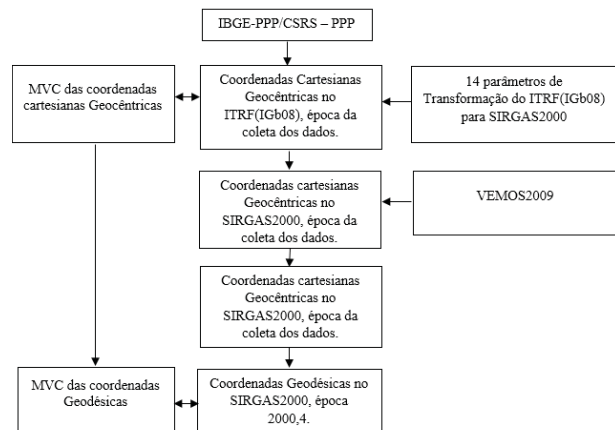 IBGE-PPP/CSRS – PPP
MVC das coordenadas
cartesianas Geocêntricas
Coordenadas Cartesianas
Geocêntricas no
ITRF(IGb08), época da
coleta dos dados.
14 parâmetros de
Transformação do ITRF(IGb08)
para SIRGAS2000
Coordenadas cartesianas
Geocêntricas no
SIRGAS2000, época da
coleta dos dados.
VEMOS2009
Coordenadas cartesianas
Geocêntricas no
SIRGAS2000, época da
coleta dos dados.
MVC das coordenadas
Geodésicas
Coordenadas Geodésicas no
SIRGAS2000, época
2000,4.